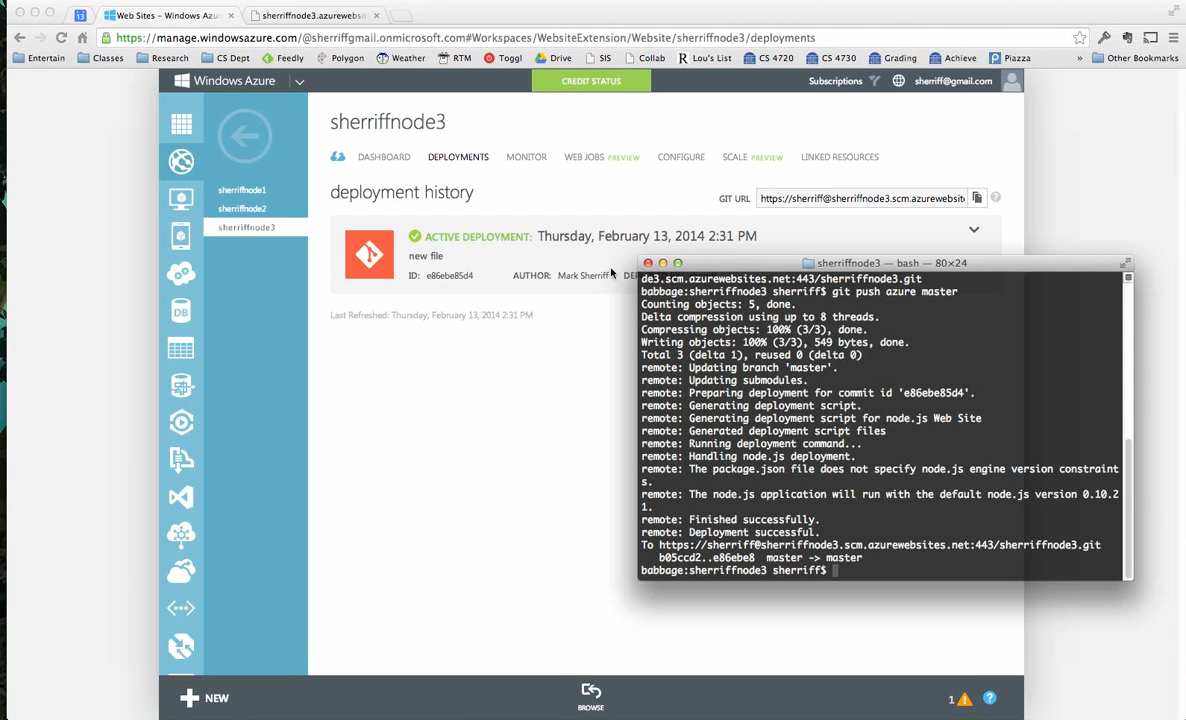 13
Web Sites - Windows Azu
sherriffnode3.azurewebsit
https://manage.windowsazure.com/@sherriffgmail.onmicrosoft.com#Workspaces/WebsiteExtension/Website/sherriffnode3/deployments
Entertain Classes Research CS Dept Feedly Polygon Weather RTM Toggl Drive SIS Collab Lou's List CS 4720 CS 4730 Grading Achieve Piazza » Other Bookmarks
Windows Azure
CREDIT STATUS
Subscriptions
sherriff@gmail.com
sherriffnode1
sherriffnode2
sherriffnode3
DB
sherriffnode3
DASHBOARD DEPLOYMENTS MONITOR WEB JOBS PREVIEW CONFIGURE SCALE PREVIEW LINKED RESOURCES
deployment history
GIT URL https://sherriff@sherriffnode3.scm.azurewebsit
ACTIVE DEPLOYMENT: Thursday, February 13, 2014 2:31 PM
new file
ID: e86ebe85d4 AUTHOR: Mark Sherriff
Last Refreshed: Thursday, February 13, 2014 2:31 PM
sherriffnode3 — bash — 80×24
de3.scm.azurewebsites.net:443/sherriffnode3.git
babbage:sherriffnode3 sherriff$ git push azure master
Counting objects: 5, done.
Delta compression using up to 8 threads.
Compressing objects: 100% (3/3), done.
Writing objects: 100% (3/3), 549 bytes, done.
Total 3 (delta 1), reused 0 (delta 0)
remote: Updating branch 'master'.
remote: Updating submodules.
remote: Preparing deployment for commit id 'e86ebe85d4'.
remote: Generating deployment script.
remote: Generating deployment script for node.js Web Site
remote: Generated deployment script files
remote: Running deployment command...
remote: Handling node.js deployment.
remote: The package.json file does not specify node.js engine version constraint
s.
remote: The node.js application will run with the default node.js version 0.10.2
1.
remote: Finished successfully.
remote: Deployment successful.
To https://sherriff@sherriffnode3.scm.azurewebsites.net:443/sherriffnode3.git
b05ccd2..e86ebe8 master -> master
babbage:sherriffnode3 sherriff$
NEW
BROWSE
1